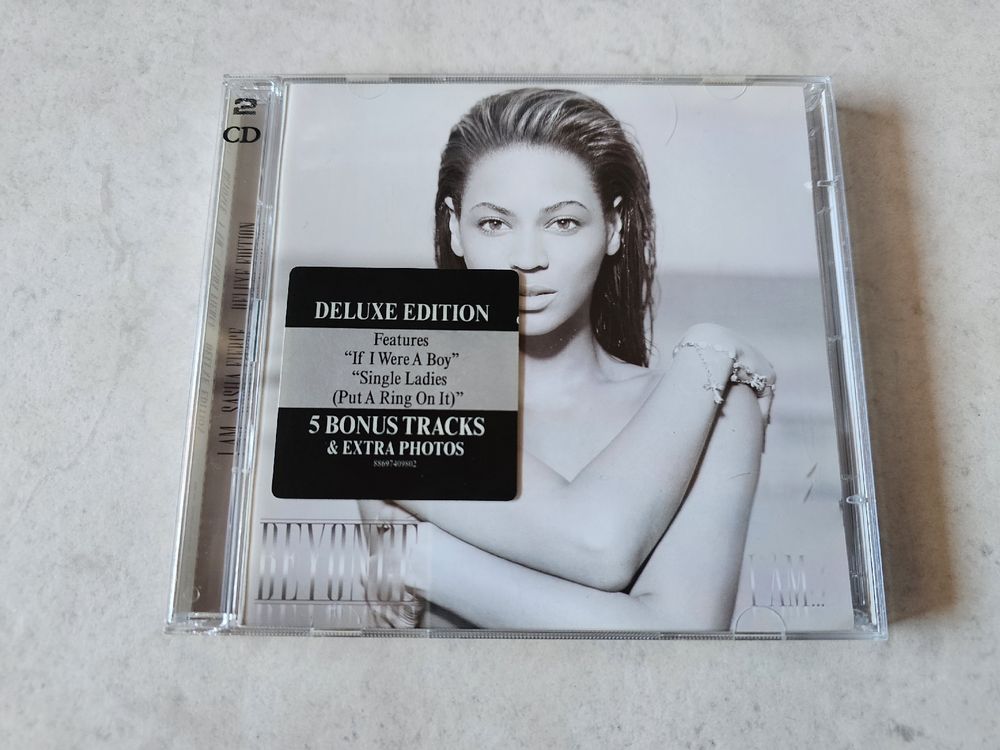 2
CD
I AM...SASHA FIERCE DELUXE EDITION
DELUXE EDITION
Features
“If I Were A Boy”
“Single Ladies
(Put A Ring On It)”
5 BONUS TRACKS
& EXTRA PHOTOS
88697409802
BEYONCE
I AM...